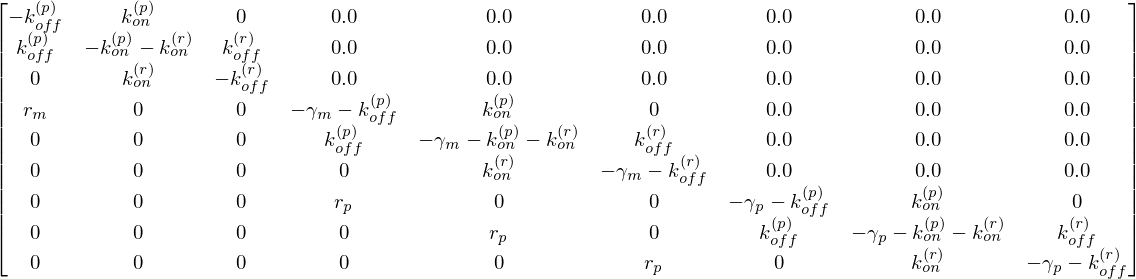 $-k_{off}^{(p)}$ $k_{on}^{(p)}$ 0 0.0 0.0 0.0 0.0 0.0 0.0
$k_{off}^{(p)}$ $-k_{on}^{(p)} - k_{on}^{(r)}$ $k_{off}^{(r)}$ 0.0 0.0 0.0 0.0 0.0 0.0
0 $k_{on}^{(r)}$ $-k_{off}^{(r)}$ 0.0 0.0 0.0 0.0 0.0 0.0
$r_m$ 0 0 $-\gamma_m - k_{off}^{(p)}$ $k_{on}^{(p)}$ 0 0.0 0.0 0.0
0 0 0 $k_{off}^{(p)}$ $-\gamma_m - k_{on}^{(p)} - k_{on}^{(r)}$ $k_{off}^{(r)}$ 0.0 0.0 0.0
0 0 0 0 $k_{on}^{(r)}$ $-\gamma_m - k_{off}^{(r)}$ 0.0 0.0 0.0
0 0 0 $r_p$ 0 0 $-\gamma_p - k_{off}^{(p)}$ $k_{on}^{(p)}$ 0
0 0 0 0 $r_p$ 0 $k_{off}^{(p)}$ $-\gamma_p - k_{on}^{(p)} - k_{on}^{(r)}$ $k_{off}^{(r)}$
0 0 0 0 0 $r_p$ 0 $k_{on}^{(r)}$ $-\gamma_p - k_{off}^{(r)}$